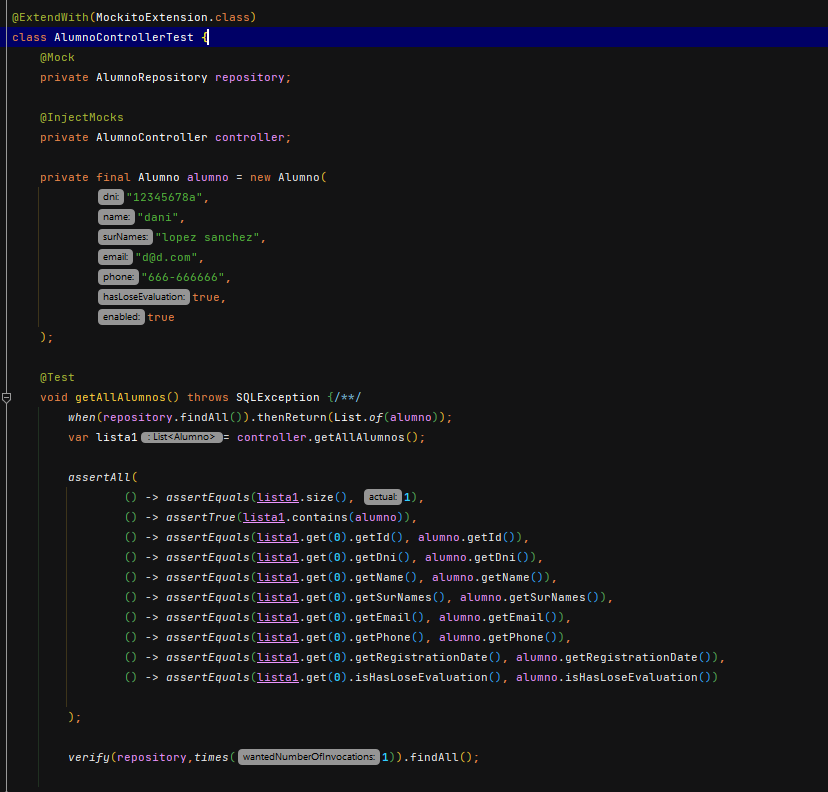 @ExtendWith(MockitoExtension.class)
class AlumnoControllerTest {
@Mock
private AlumnoRepository repository;
@InjectMocks
private AlumnoController controller;
private final Alumno alumno = new Alumno(
dni: "12345678a",
name: "dani",
surNames: "lopez sanchez",
email: "d@d.com",
phone: "666-666666",
hasLoseEvaluation: true,
enabled: true
);
@Test
void getAllAlumnos() throws SQLException {/**/
when(repository.findAll()).thenReturn(List.of(alumno));
var lista1 : List<Alumno> = controller.getAllAlumnos();
assertAll(
() -> assertEquals(lista1.size(), actual: 1),
() -> assertTrue(lista1.contains(alumno)),
() -> assertEquals(lista1.get(0).getId(), alumno.getId()),
() -> assertEquals(lista1.get(0).getDni(), alumno.getDni()),
() -> assertEquals(lista1.get(0).getName(), alumno.getName()),
() -> assertEquals(lista1.get(0).getSurNames(), alumno.getSurNames()),
() -> assertEquals(lista1.get(0).getEmail(), alumno.getEmail()),
() -> assertEquals(lista1.get(0).getPhone(), alumno.getPhone()),
() -> assertEquals(lista1.get(0).getRegistrationDate(), alumno.getRegistrationDate()),
() -> assertEquals(lista1.get(0).isHasLoseEvaluation(), alumno.isHasLoseEvaluation())
);
verify(repository,times( wantedNumberOfInvocations: 1)).findAll();